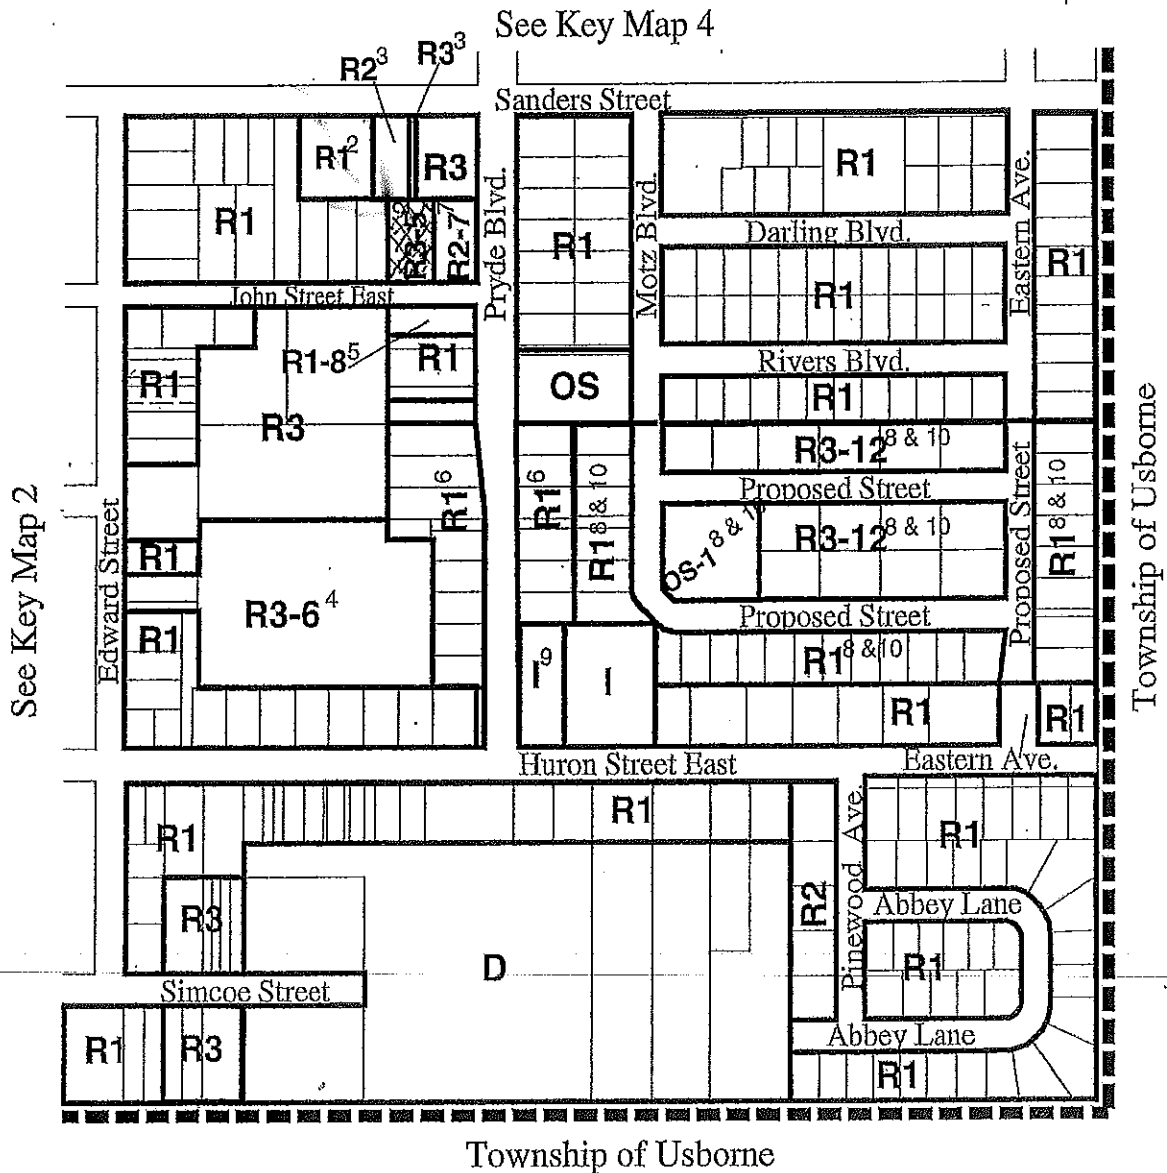 See Key Map 4
R2³ R3³
Sanders Street
R1² R3
R1
R2-7⁷
Pryde Blvd.
R1
Motz Blvd.
R1
Darling Blvd.
Eastern Ave.
R1
R1
John Street East
Rivers Blvd.
R1-8⁵
R1
R1
OS
R1
R3
R3-12⁸ & ¹⁰
Proposed Street
R1⁶
R1⁶
R1⁸ & ¹⁰
OS-1⁸ & ¹⁰
R3-12⁸ & ¹⁰
Proposed Street
R1⁸ & ¹⁰
Township of Usborne
See Key Map 2
Edward Street
R1
R3-6⁴
Proposed Street
R1
I⁹
I
R1⁸ & ¹⁰
R1
R1
Huron Street East
Eastern Ave.
R1
R1
Pinewood Ave.
R1
R2
Abbey Lane
R3
D
R1
Simcoe Street
Abbey Lane
R1
R3
R1
Township of Usborne